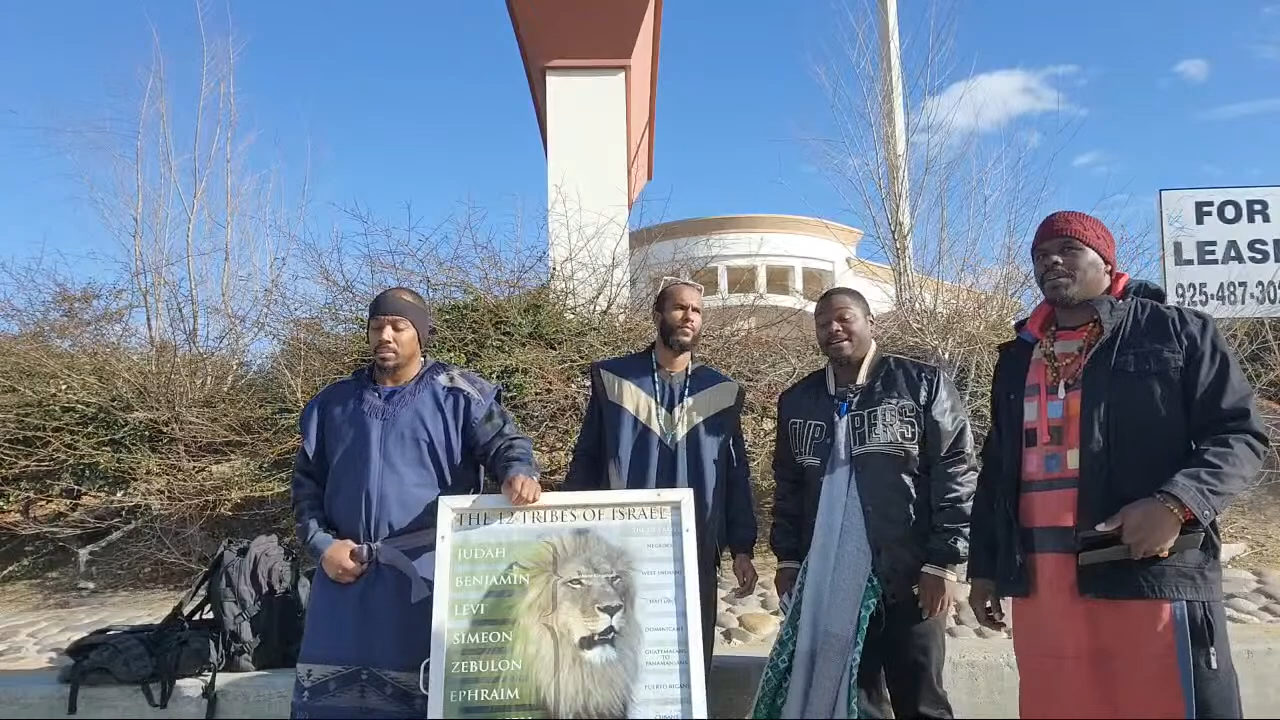 FOR
LEAS
925-487-30
CLIPPERS
THE 12 TRIBES OF ISRAEL
JUDAH
NEGROES
BENJAMIN
WEST INDIANS
LEVI
HAITIANS
SIMEON
DOMINICANS
ZEBULON
GUATEMALANS
TO
PANAMANIANS
EPHRAIM
PUERTO RICANS
CUBANS